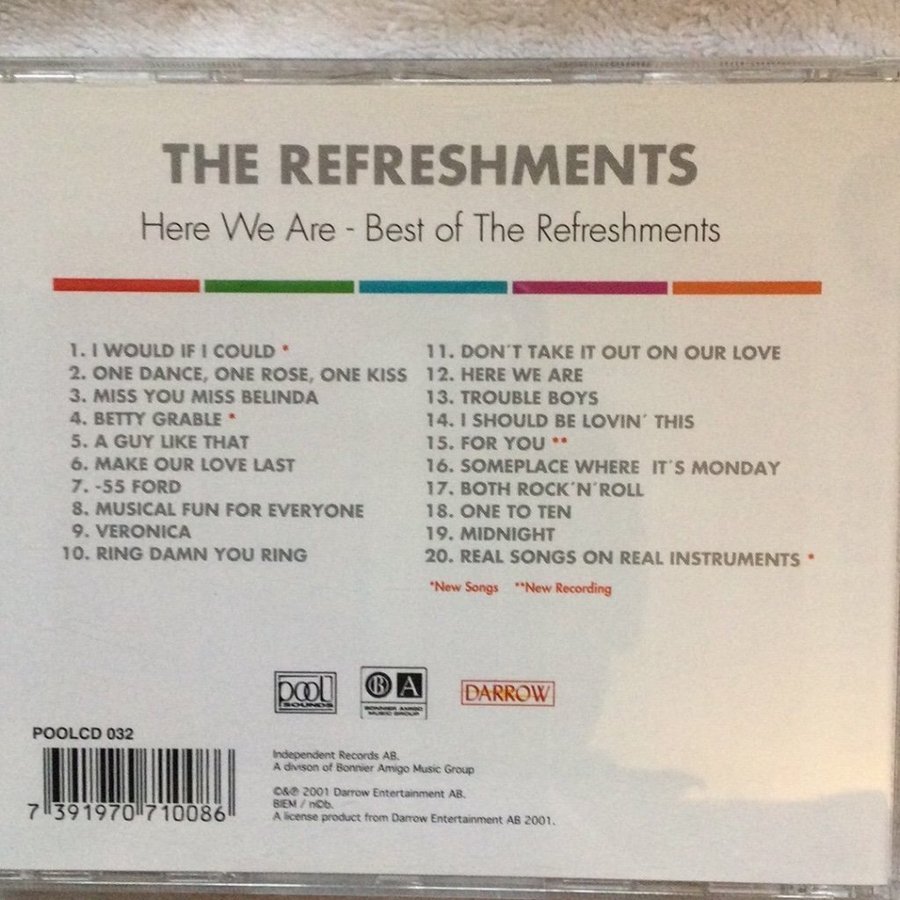 THE REFRESHMENTS
Here We Are - Best of The Refreshments
1. I WOULD IF I COULD *
2. ONE DANCE, ONE ROSE, ONE KISS
3. MISS YOU MISS BELINDA
4. BETTY GRABLE *
5. A GUY LIKE THAT
6. MAKE OUR LOVE LAST
7. -55 FORD
8. MUSICAL FUN FOR EVERYONE
9. VERONICA
10. RING DAMN YOU RING
11. DON´T TAKE IT OUT ON OUR LOVE
12. HERE WE ARE
13. TROUBLE BOYS
14. I SHOULD BE LOVIN´ THIS
15. FOR YOU **
16. SOMEPLACE WHERE IT´S MONDAY
17. BOTH ROCK´N´ROLL
18. ONE TO TEN
19. MIDNIGHT
20. REAL SONGS ON REAL INSTRUMENTS *
*New Songs **New Recording
pool
SOUNDS
B A
BONNIER AMIGO
MUSIC GROUP
DARROW
POOLCD 032
7 391970 710086
Independent Records AB.
A divison of Bonnier Amigo Music Group
©&℗ 2001 Darrow Entertainment AB.
BIEM / n©b.
A license product from Darrow Entertainment AB 2001.